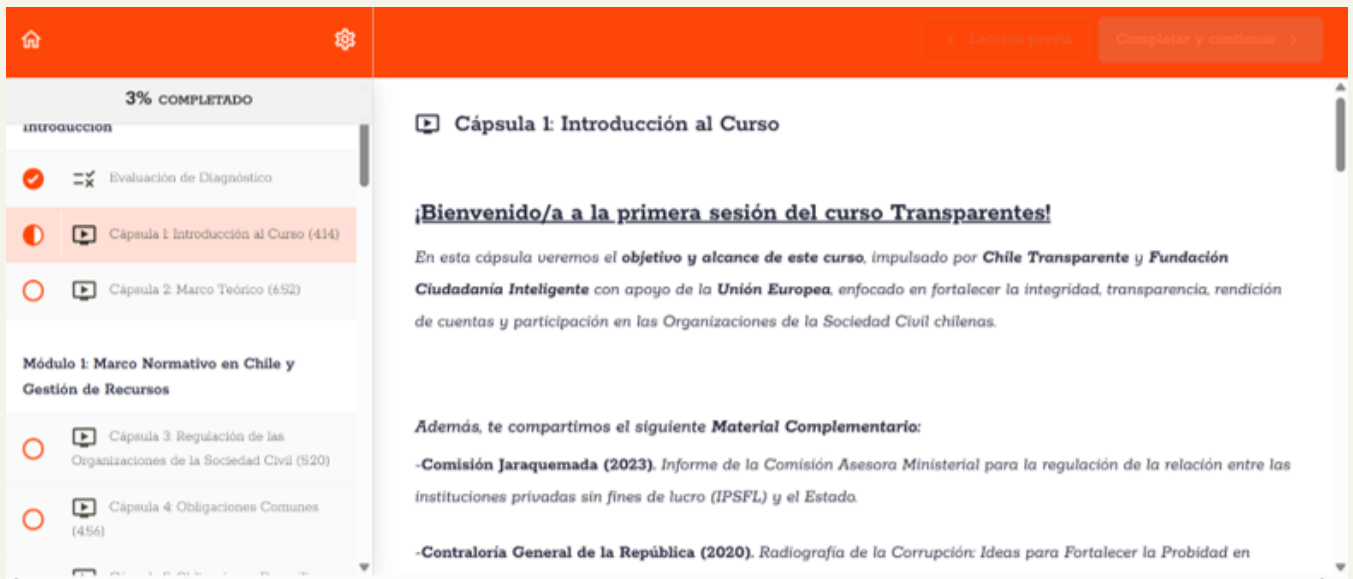 Lección previa
Completar y continuar
3% COMPLETADO
Introducción
Evaluación de Diagnóstico
Cápsula 1: Introducción al Curso (4:14)
Cápsula 2: Marco Teórico (6:52)
Módulo 1: Marco Normativo en Chile y
Gestión de Recursos
Cápsula 3: Regulación de las
Organizaciones de la Sociedad Civil (5:20)
Cápsula 4: Obligaciones Comunes
(4:56)
Cápsula 1: Introducción al Curso
¡Bienvenido/a a la primera sesión del curso Transparentes!
En esta cápsula veremos el objetivo y alcance de este curso, impulsado por Chile Transparente y Fundación
Ciudadanía Inteligente con apoyo de la Unión Europea, enfocado en fortalecer la integridad, transparencia, rendición
de cuentas y participación en las Organizaciones de la Sociedad Civil chilenas.
Además, te compartimos el siguiente Material Complementario:
-Comisión Jaraquemada (2023). Informe de la Comisión Asesora Ministerial para la regulación de la relación entre las
instituciones privadas sin fines de lucro (IPSFL) y el Estado.
-Contraloría General de la República (2020). Radiografía de la Corrupción: Ideas para Fortalecer la Probidad en